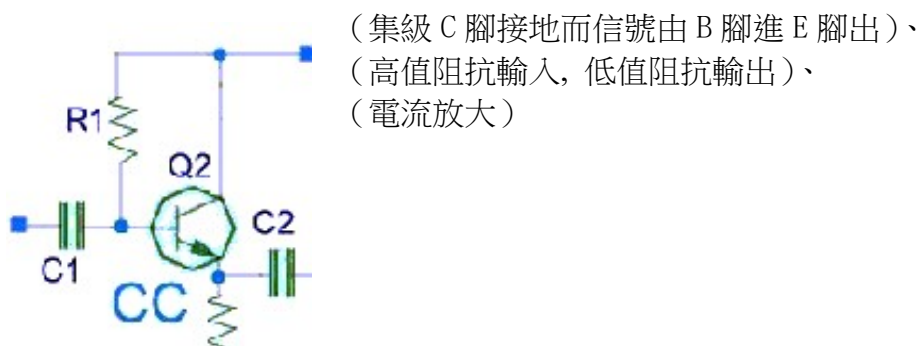 （集級 C 腳接地而信號由 B 腳進 E 腳出）、
（高值阻抗輸入, 低值阻抗輸出）、
（電流放大）
R1
Q2
C2
C1
CC